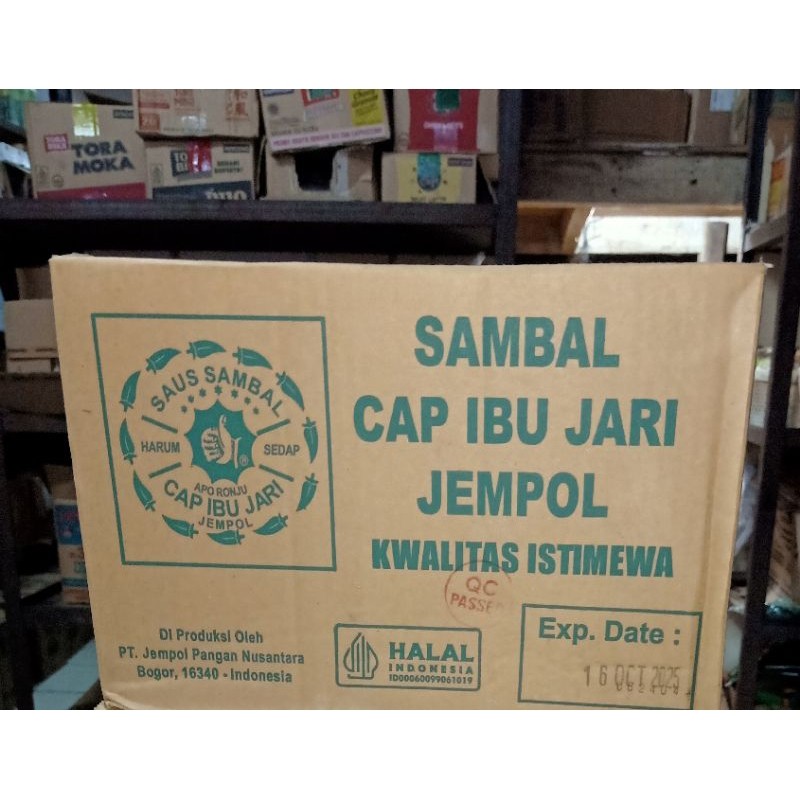 TORA
MOKA
TORA
SAUS SAMBAL
HARUM
SEDAP
®
APO RONJU
CAP IBU JARI
JEMPOL
SAMBAL
CAP IBU JARI
JEMPOL
KWALITAS ISTIMEWA
QC
DI Produksi Oleh
PT. Jempol Pangan Nusantara
Bogor, 16340 - Indonesia
HALAL
INDONESIA
ID00060099061019
Exp. Date :
16 OCT 2025